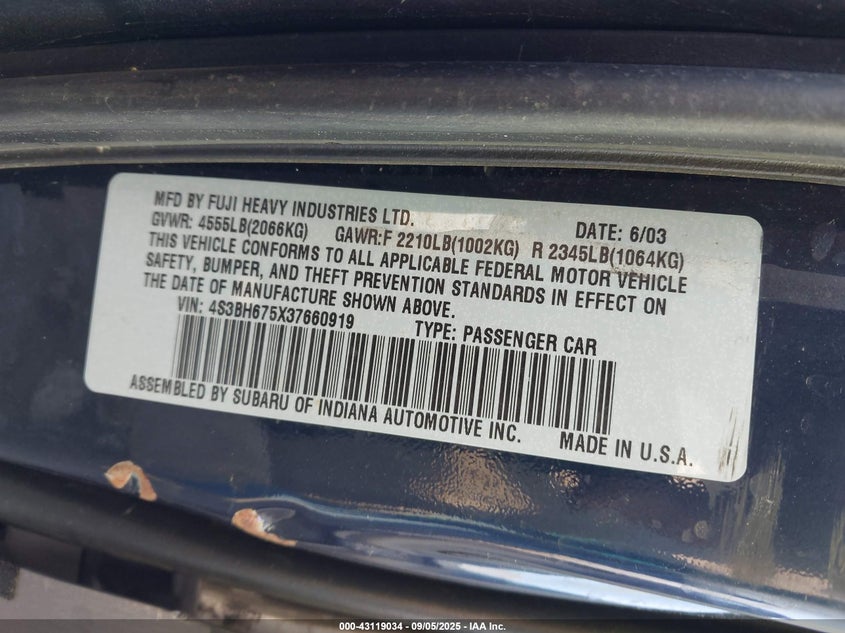 MFD BY FUJI HEAVY INDUSTRIES LTD. DATE: 6/03
GVWR: 4555LB(2066KG) GAWR:F 2210LB(1002KG) R 2345LB(1064KG)
THIS VEHICLE CONFORMS TO ALL APPLICABLE FEDERAL MOTOR VEHICLE
SAFETY, BUMPER, AND THEFT PREVENTION STANDARDS IN EFFECT ON
THE DATE OF MANUFACTURE SHOWN ABOVE.
VIN: 4S3BH675X37660919 TYPE: PASSENGER CAR
ASSEMBLED BY SUBARU OF INDIANA AUTOMOTIVE INC. MADE IN U.S.A.
000-43119034 - 09/05/2025 - IAA Inc.